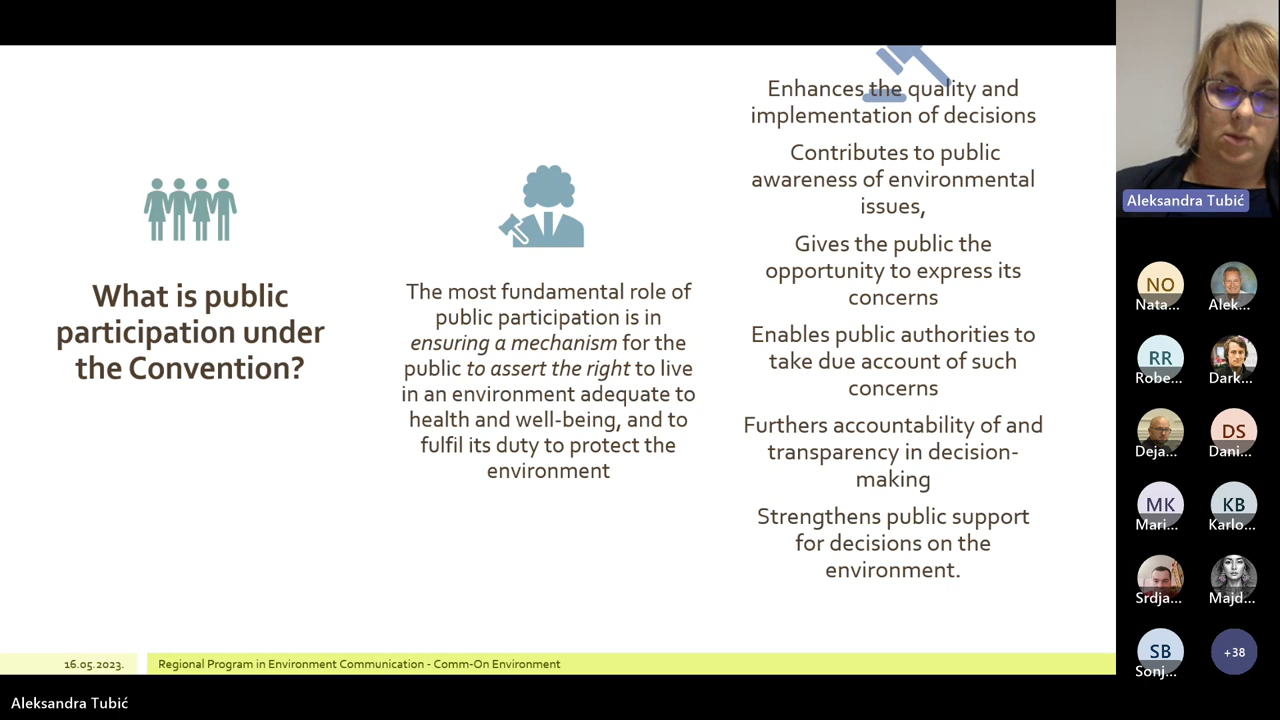 What is public
participation under
the Convention?
The most fundamental role of
public participation is in
ensuring a mechanism for the
public to assert the right to live
in an environment adequate to
health and well-being, and to
fulfil its duty to protect the
environment
Enhances the quality and
implementation of decisions
Contributes to public
awareness of environmental
issues,
Gives the public the
opportunity to express its
concerns
Enables public authorities to
take due account of such
concerns
Furthers accountability of and
transparency in decision-
making
Strengthens public support
for decisions on the
environment.
16.05.2023.
Regional Program in Environment Communication - Comm-On Environment
Aleksandra Tubić
Aleksandra Tubić
NO
Nata...
Alek...
RR
Robe...
Dark...
Deja...
DS
Dani...
MK
Mari...
KB
Karlo...
Srdja...
Majd...
SB
Sonj...
+38